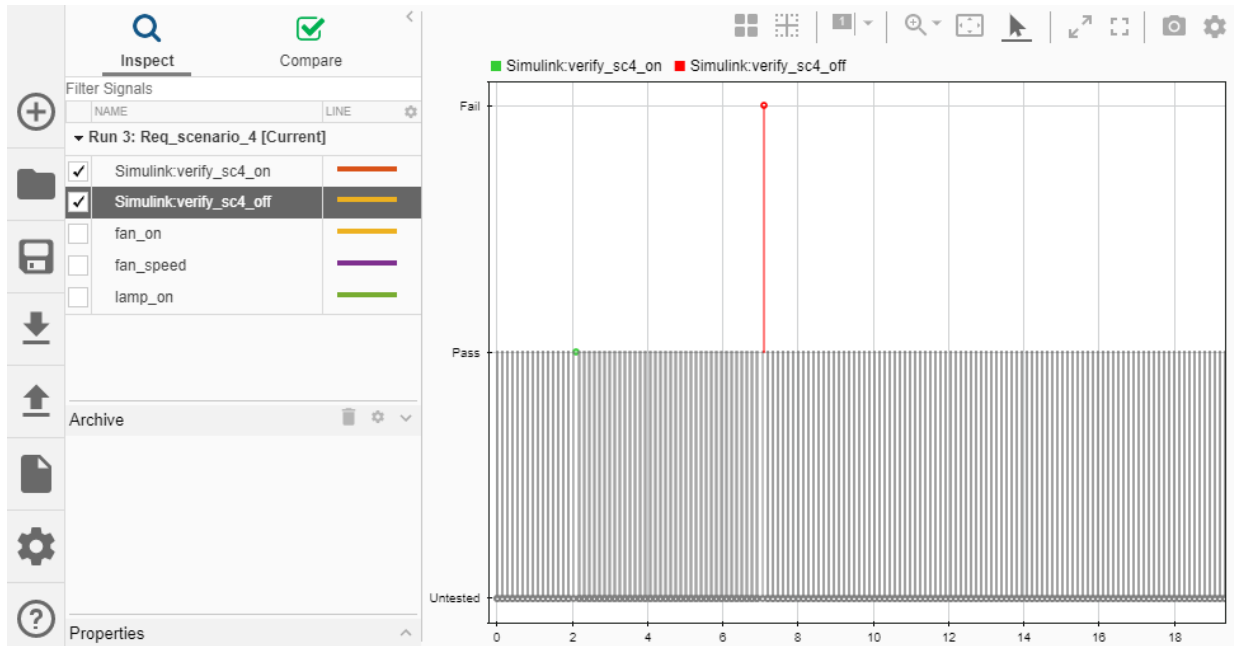 Inspect
Compare
Filter Signals
NAME LINE
Run 3: Req_scenario_4 [Current]
Simulink:verify_sc4_on
Simulink:verify_sc4_off
fan_on
fan_speed
lamp_on
Archive
Properties
1
Simulink:verify_sc4_on Simulink:verify_sc4_off
Fail
Pass
Untested
0 2 4 6 8 10 12 14 16 18